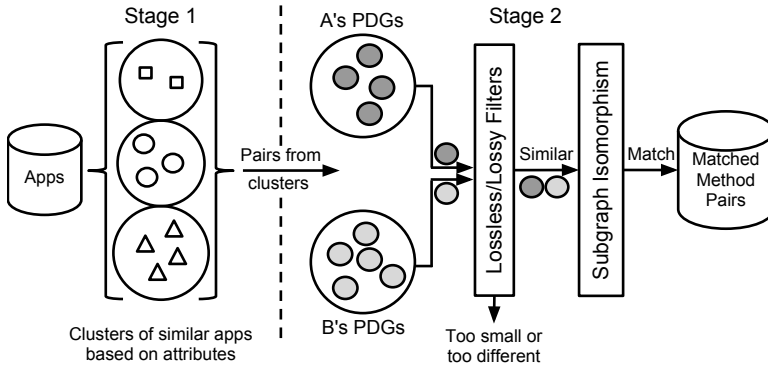 Stage 1
Stage 2
Apps
Clusters of similar apps
based on attributes
Pairs from
clusters
A's PDGs
B's PDGs
Lossless/Lossy Filters
Too small or
too different
Similar
Subgraph Isomorphism
Match
Matched
Method
Pairs